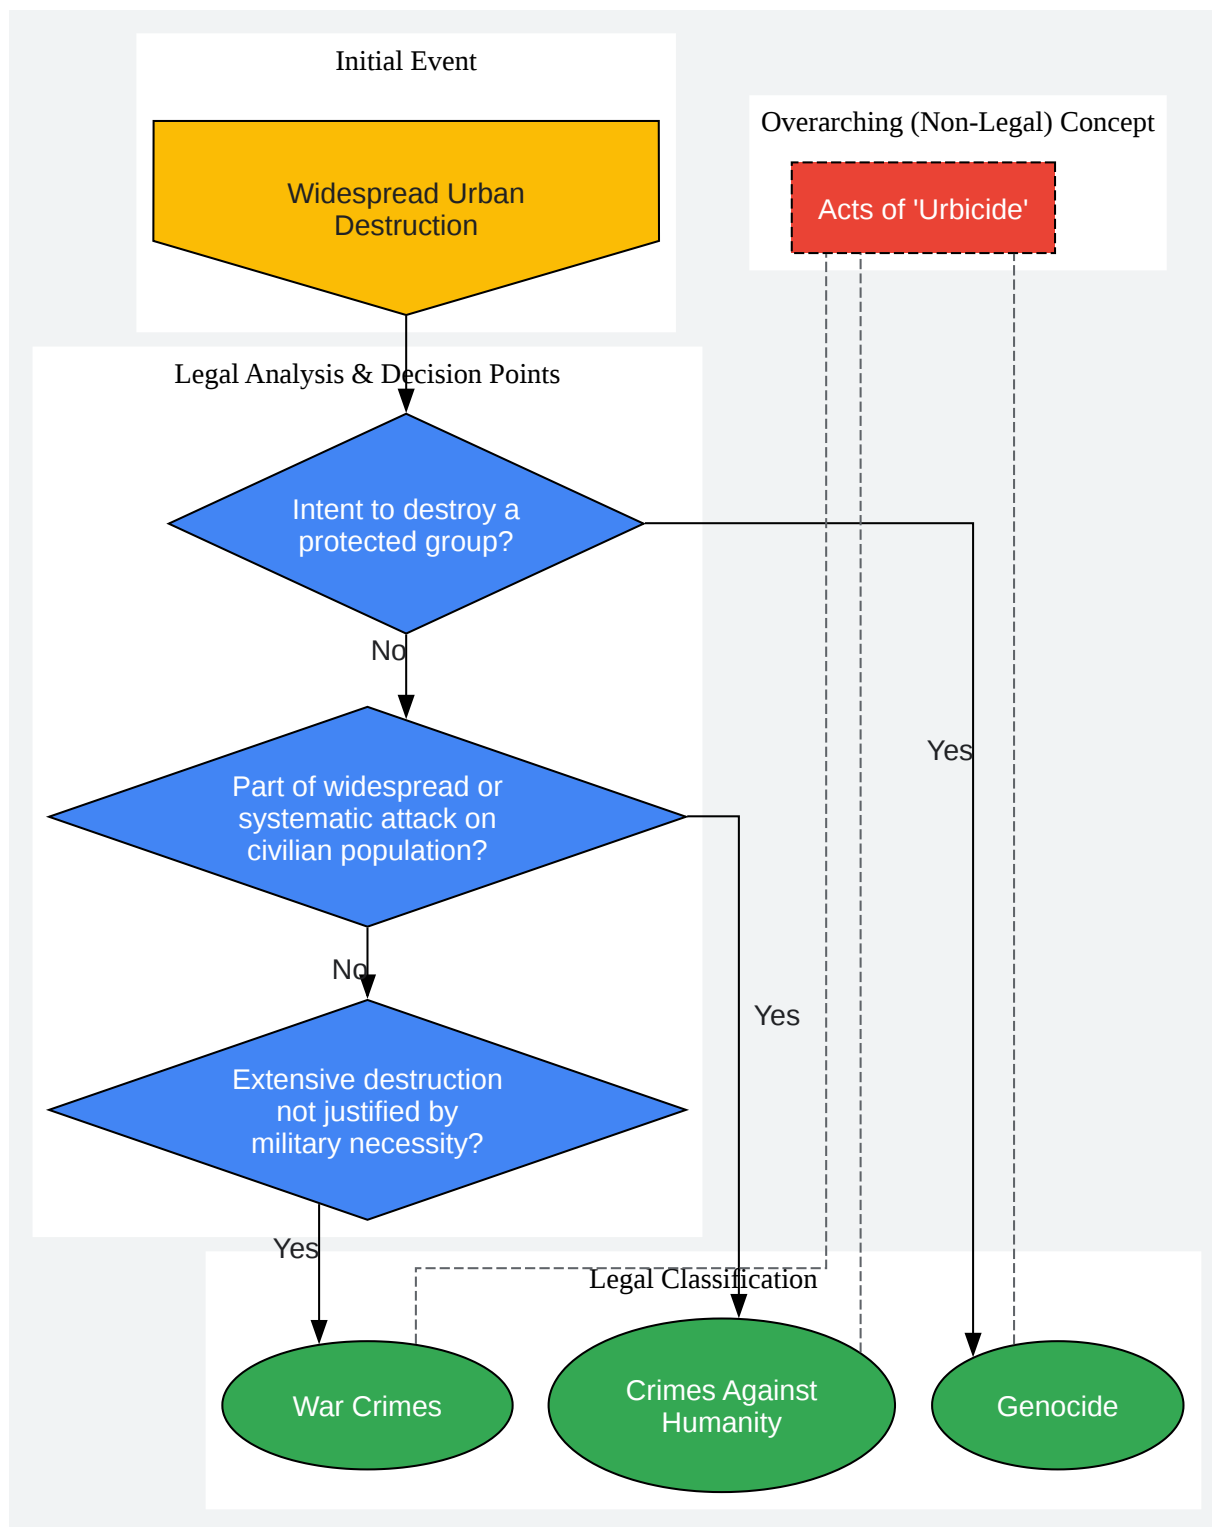 Initial Event
Widespread Urban
Destruction
Overarching (Non-Legal) Concept
Acts of 'Urbicide'
Legal Analysis & Decision Points
Intent to destroy a
protected group?
No
Yes
Part of widespread or
systematic attack on
civilian population?
No
Yes
Extensive destruction
not justified by
military necessity?
Yes
Legal Classification
War Crimes
Crimes Against
Humanity
Genocide